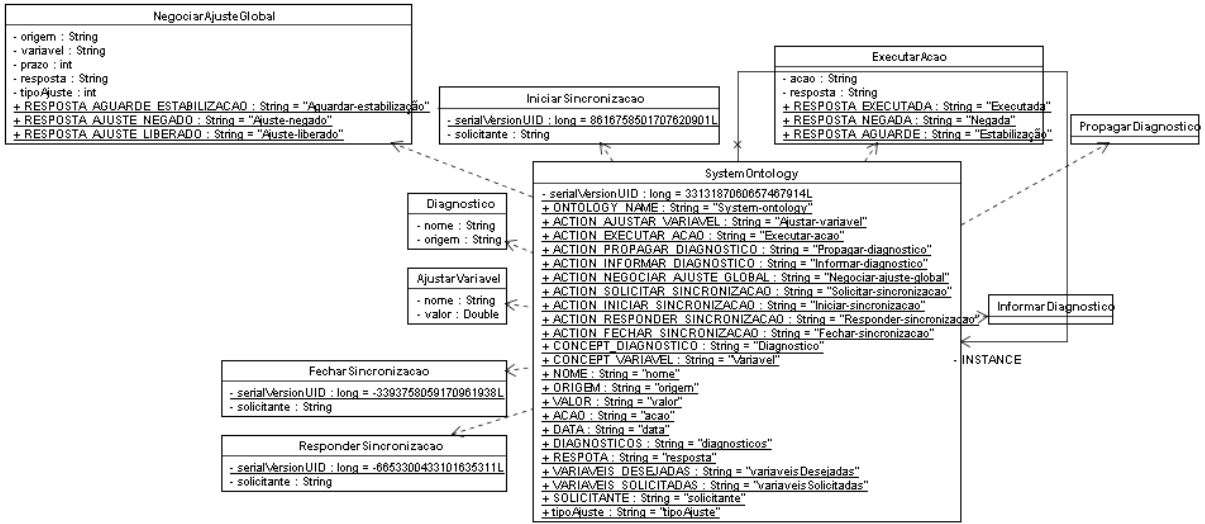 NegociarAjusteGlobal
- origem : String
- variavel : String
- prazo : int
- resposta : String
- tipoAjuste : int
+ RESPOSTA_AGUARDE_ESTABILIZACAO : String = "Aguardar-estabilização"
+ RESPOSTA_AJUSTE_NEGADO : String = "Ajuste-negado"
+ RESPOSTA_AJUSTE_LIBERADO : String = "Ajuste-liberado"
IniciarSincronizacao
- serialVersionUID : long = 8616758501707620901L
- solicitante : String
ExecutarAcao
- acao : String
- resposta : String
+ RESPOSTA_EXECUTADA : String = "Executada"
+ RESPOSTA_NEGADA : String = "Negada"
+ RESPOSTA_AGUARDE : String = "Estabilização"
PropagarDiagnostico
Diagnostico
- nome : String
- origem : String
AjustarVariavel
- nome : String
- valor : Double
FecharSincronizacao
- serialVersionUID : long = -3393758059170961938L
- solicitante : String
ResponderSincronizacao
- serialVersionUID : long = -6653300433101635311L
- solicitante : String
SystemOntology
- serialVersionUID : long = 3313187060657467914L
+ ONTOLOGY_NAME : String = "System-ontology"
+ ACTION_AJUSTAR_VARIAVEL : String = "Ajustar-variavel"
+ ACTION_EXECUTAR_ACAO : String = "Executar-acao"
+ ACTION_PROPAGAR_DIAGNOSTICO : String = "Propagar-diagnostico"
+ ACTION_INFORMAR_DIAGNOSTICO : String = "Informar-diagnostico"
+ ACTION_NEGOCIAR_AJUSTE_GLOBAL : String = "Negociar-ajuste-global"
+ ACTION_SOLICITAR_SINCRONIZACAO : String = "Solicitar-sincronizacao"
+ ACTION_INICIAR_SINCRONIZACAO : String = "Iniciar-sincronizacao"
+ ACTION_RESPONDER_SINCRONIZACAO : String = "Responder-sincronizacao"
+ ACTION_FECHAR_SINCRONIZACAO : String = "Fechar-sincronizacao"
+ CONCEPT_DIAGNOSTICO : String = "Diagnostico"
+ CONCEPT_VARIAVEL : String = "Variavel"
+ NOME : String = "nome"
+ ORIGEM : String = "origem"
+ VALOR : String = "valor"
+ ACAO : String = "acao"
+ DATA : String = "data"
+ DIAGNOSTICOS : String = "diagnosticos"
+ RESPOTA : String = "resposta"
+ VARIAVEIS_DESEJADAS : String = "variaveisDesejadas"
+ VARIAVEIS_SOLICITADAS : String = "variaveisSolicitadas"
+ SOLICITANTE : String = "solicitante"
+ tipoAjuste : String = "tipoAjuste"
InformarDiagnostico
- INSTANCE